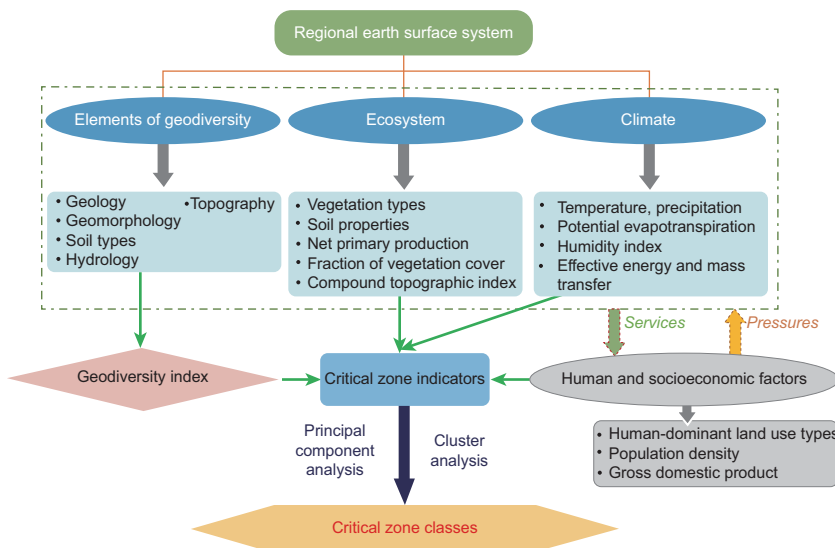 Regional earth surface system
Elements of geodiversity
Ecosystem
Climate
• Geology
• Geomorphology
• Soil types
• Hydrology
•Topography
• Vegetation types
• Soil properties
• Net primary production
• Fraction of vegetation cover
• Compound topographic index
• Temperature, precipitation
• Potential evapotranspiration
• Humidity index
• Effective energy and mass
transfer
Services
Pressures
Geodiversity index
Critical zone indicators
Human and socioeconomic factors
Principal
component
analysis
Cluster
analysis
• Human-dominant land use types
• Population density
• Gross domestic product
Critical zone classes